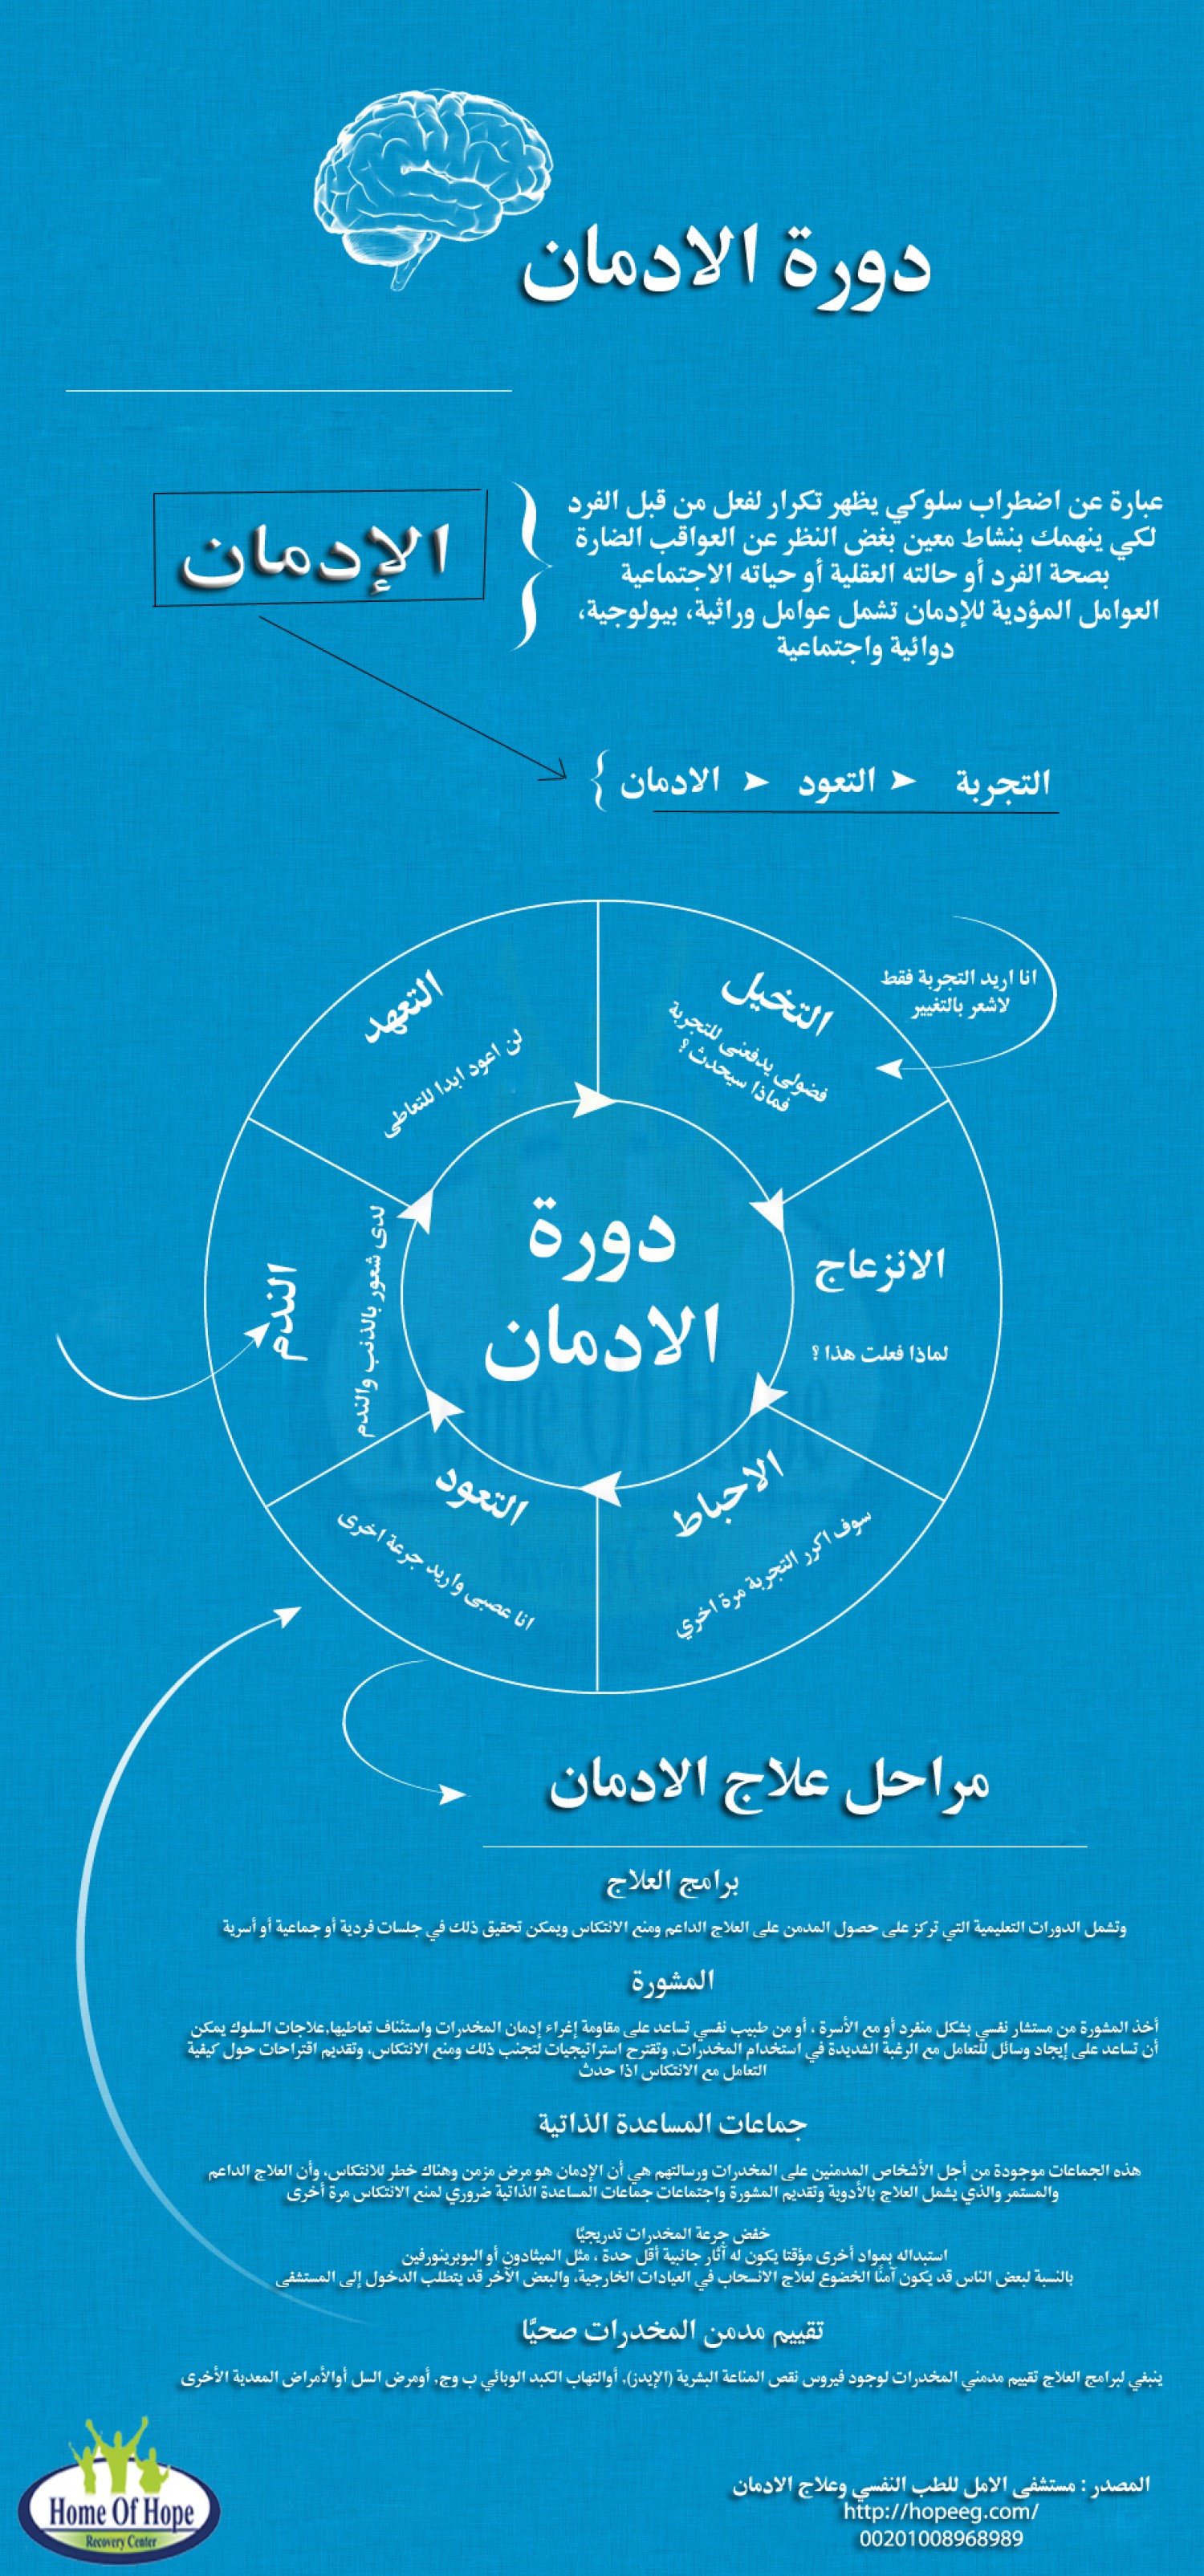 دورة الادمان
الإدمان
عبارة عن اضطراب سلوكي يظهر تكرار لفعل من قبل الفرد
لكي ينهمك بنشاط معين بغض النظر عن العواقب الضارة
بصحة الفرد أو حالته العقلية أو حياته الاجتماعية
العوامل المؤدية للإدمان تشمل عوامل وراثية، بيولوجية،
دوائية واجتماعية
التجربة ➤ التعود ➤ الادمان }
انا اريد التجربة فقط
لاشعر بالتغيير
التخيل
فضولى يدفعنى للتجربة
فماذا سيحدث ؟
الانزعاج
لماذا فعلت هذا ؟
الاحباط
سوف اكرر التجربة مرة اخري
التعود
انا عصبى واريد جرعة اخرى
الندم
لدى شعور بالذنب والندم
التعهد
لن اعود ابدا للتعاطى
دورة
الادمان
Home Of Hope
مراحل علاج الادمان
برامج العلاج
وتشمل الدورات التعليمية التي تركز على حصول المدمن على العلاج الداعم ومنع الانتكاس ويمكن تحقيق ذلك في جلسات فردية أو جماعية أو أسرية
المشورة
أخذ المشورة من مستشار نفسي بشكل منفرد أو مع الأسرة ، أو من طبيب نفسي تساعد على مقاومة إغراء إدمان المخدرات واستئناف تعاطيها,علاجات السلوك يمكن
أن تساعد على إيجاد وسائل للتعامل مع الرغبة الشديدة في استخدام المخدرات, وتقترح استراتيجيات لتجنب ذلك ومنع الانتكاس، وتقديم اقتراحات حول كيفية
التعامل مع الانتكاس اذا حدث
جماعات المساعدة الذاتية
هذه الجماعات موجودة من أجل الأشخاص المدمنين على المخدرات ورسالتهم هي أن الإدمان هو مرض مزمن وهناك خطر للانتكاس، وأن العلاج الداعم
والمستمر والذي يشمل العلاج بالأدوية وتقديم المشورة واجتماعات جماعات المساعدة الذاتية ضروري لمنع الانتكاس مرة أخرى
خفض جرعة المخدرات تدريجيًا
استبداله بمواد أخرى مؤقتا يكون له آثار جانبية أقل حدة ، مثل الميثادون أو البوبرينورفين
بالنسبة لبعض الناس قد يكون آمنًا الخضوع لعلاج الانسحاب في العيادات الخارجية، والبعض الآخر قد يتطلب الدخول إلى المستشفى
تقييم مدمن المخدرات صحيًّا
ينبغي لبرامج العلاج تقييم مدمني المخدرات لوجود فيروس نقص المناعة البشرية (الإيدز), أوالتهاب الكبد الوبائي ب وج, أومرض السل أوالأمراض المعدية الأخرى
المصدر : مستشفى الامل للطب النفسي وعلاج الادمان
http://hopeeg.com/
00201008968989
Home Of Hope
Recovery Center